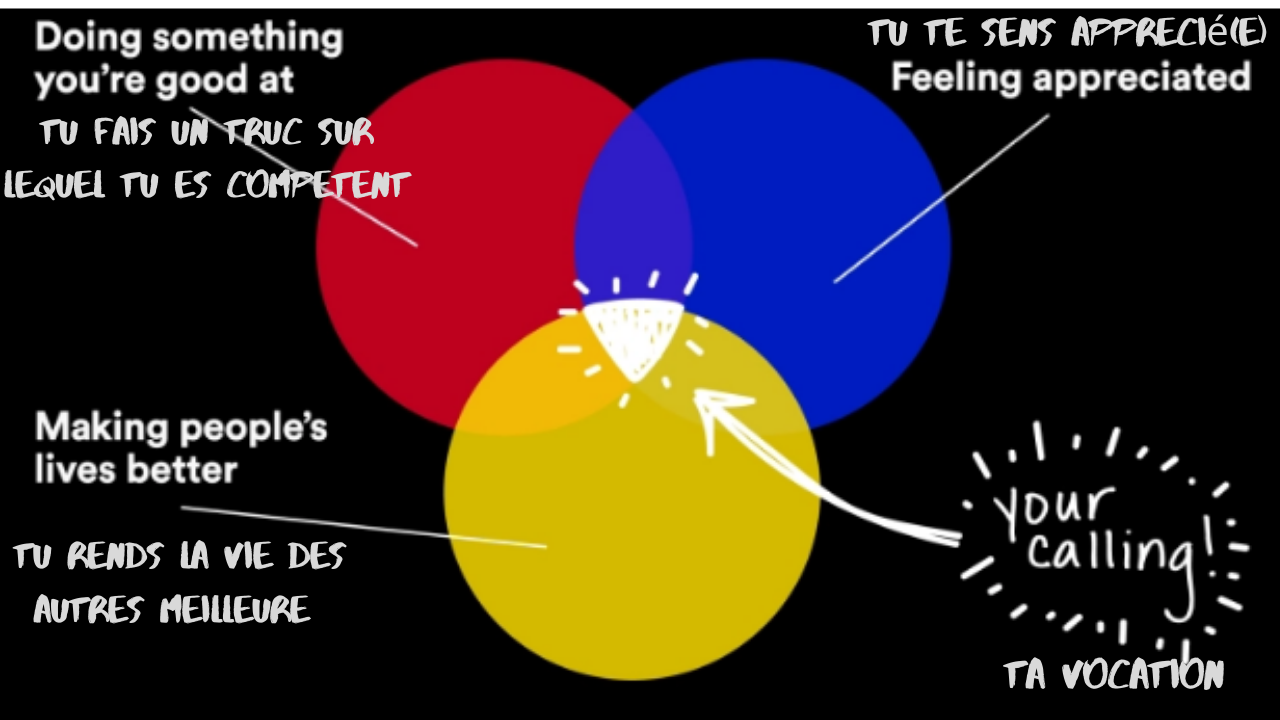 Doing something
you're good at
TU FAIS UN TRUC SUR
LEQUEL TU ES COMPETENT
TU TE SENS APPRECIé(E)
Feeling appreciated
Making people's
lives better
TU RENDS LA VIE DES
AUTRES MEILLEURE
your
calling!
TA VOCATION